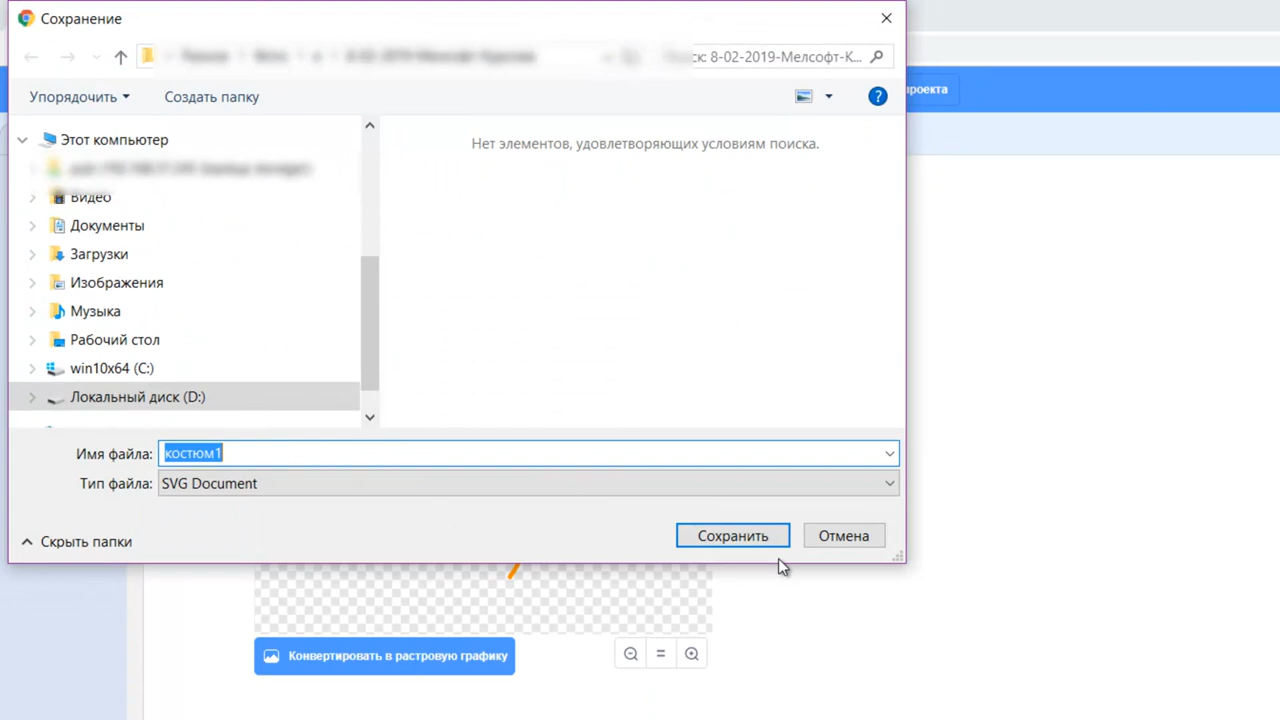 Сохранение
ск: 8-02-2019-Мелсофт-К...
Упорядочить
Создать папку
?
проекта
Этот компьютер
Нет элементов, удовлетворяющих условиям поиска.
Видео
Документы
Загрузки
Изображения
Музыка
Рабочий стол
win10x64 (C:)
Локальный диск (D:)
Имя файла: костюм1
Тип файла: SVG Document
Скрыть папки
Сохранить
Отмена
Конвертировать в растровую графику
=